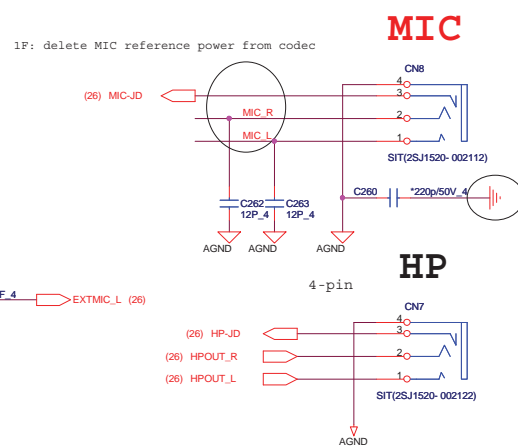 MIC
1F: delete MIC reference power from codec
CN8
4
(26) MIC-JD
3
MIC_R
2
MIC_L
1
SIT(2SJ1520- 002112)
C262
12P_4
C263
12P_4
C260
*220p/50V_4
AGND
AGND
AGND
HP
4-pin
F_4
EXTMIC_L (26)
CN7
4
(26) HP-JD
3
(26) HPOUT_R
2
(26) HPOUT_L
1
SIT(2SJ1520- 002122)
AGND